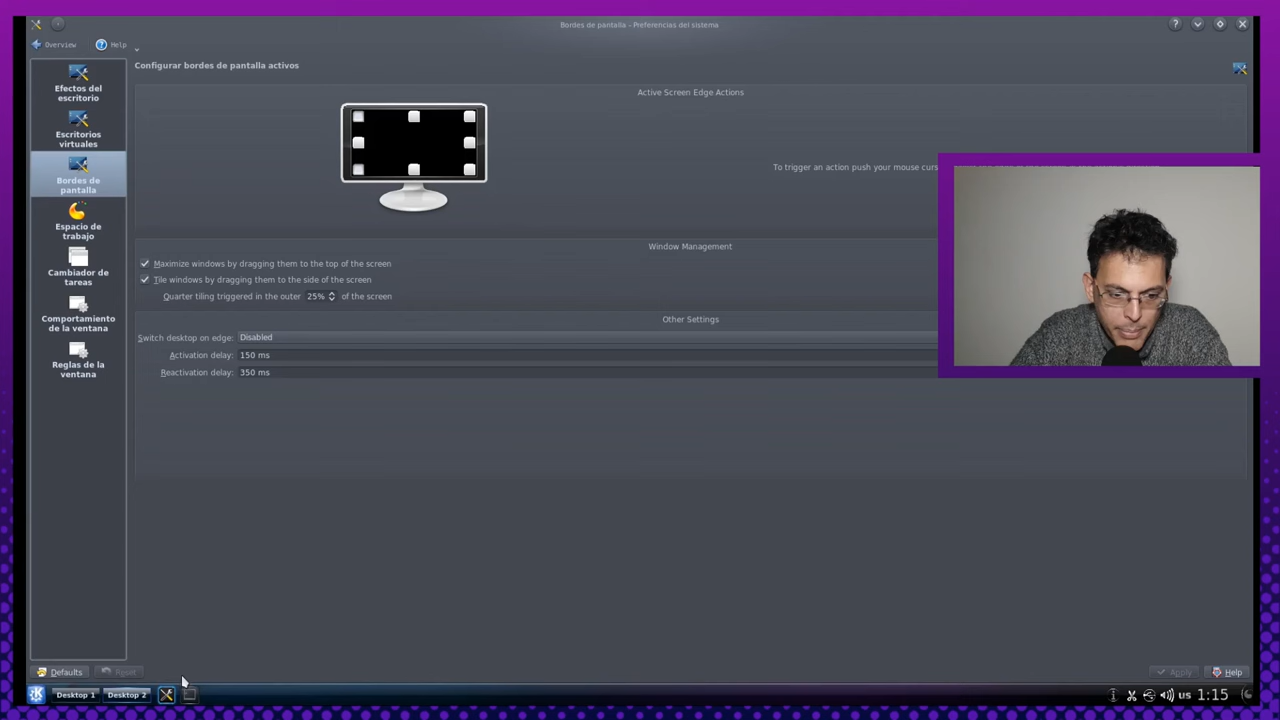 Bordes de pantalla – Preferencias del sistema
Overview
Help
Configurar bordes de pantalla activos
Efectos del
escritorio
Escritorios
virtuales
Bordes de
pantalla
Espacio de
trabajo
Cambiador de
tareas
Comportamiento
de la ventana
Reglas de la
ventana
Active Screen Edge Actions
To trigger an action push your mouse curs
Window Management
Maximize windows by dragging them to the top of the screen
Tile windows by dragging them to the side of the screen
Quarter tiling triggered in the outer 25% of the screen
Other Settings
Switch desktop on edge: Disabled
Activation delay: 150 ms
Reactivation delay: 350 ms
Defaults
Reset
Apply
Help
Desktop 1
Desktop 2
us 1:15